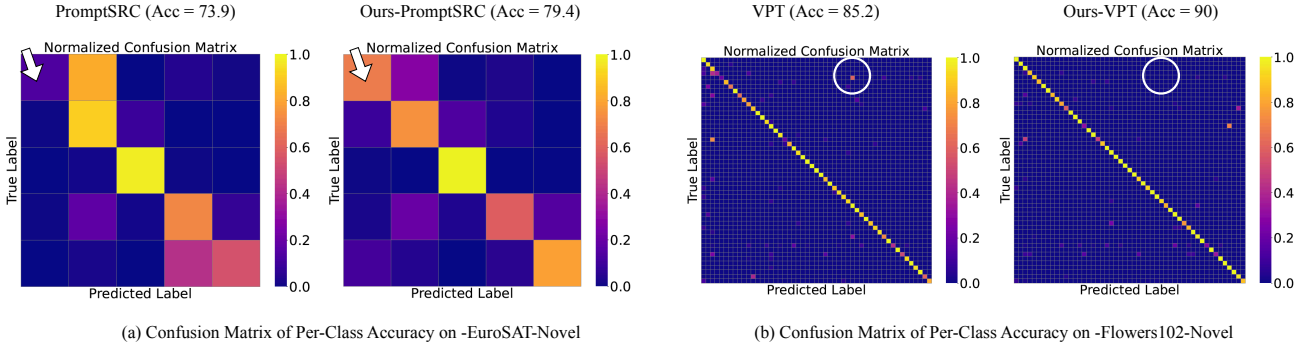 PromptSRC (Acc = 73.9)
Ours-PromptSRC (Acc = 79.4)
VPT (Acc = 85.2)
Ours-VPT (Acc = 90)
Normalized Confusion Matrix
True Label
Predicted Label
1.0
0.8
0.6
0.4
0.2
0.0
Normalized Confusion Matrix
True Label
Predicted Label
1.0
0.8
0.6
0.4
0.2
0.0
Normalized Confusion Matrix
True Label
Predicted Label
1.0
0.8
0.6
0.4
0.2
0.0
Normalized Confusion Matrix
True Label
Predicted Label
1.0
0.8
0.6
0.4
0.2
0.0
(a) Confusion Matrix of Per-Class Accuracy on -EuroSAT-Novel
(b) Confusion Matrix of Per-Class Accuracy on -Flowers102-Novel